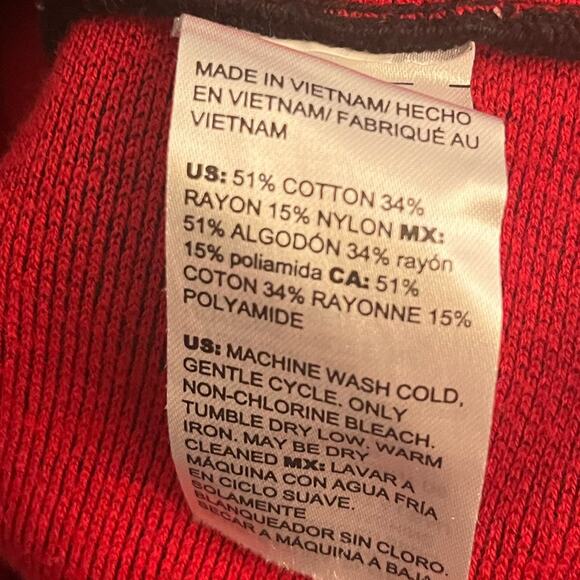 MADE IN VIETNAM/ HECHO
EN VIETNAM/ FABRIQUÉ AU
VIETNAM
US: 51% COTTON 34%
RAYON 15% NYLON MX:
51% ALGODÓN 34% rayón
15% poliamida CA: 51%
COTON 34% RAYONNE 15%
POLYAMIDE
US: MACHINE WASH COLD,
GENTLE CYCLE. ONLY
NON-CHLORINE BLEACH.
TUMBLE DRY LOW. WARM
IRON. MAY BE DRY
CLEANED MX: LAVAR A
MÁQUINA CON AGUA FRÍA
EN CICLO SUAVE.
SOLAMENTE
BLANQUEADOR SIN CLORO.
SECAR A MÁQUINA A BAJA